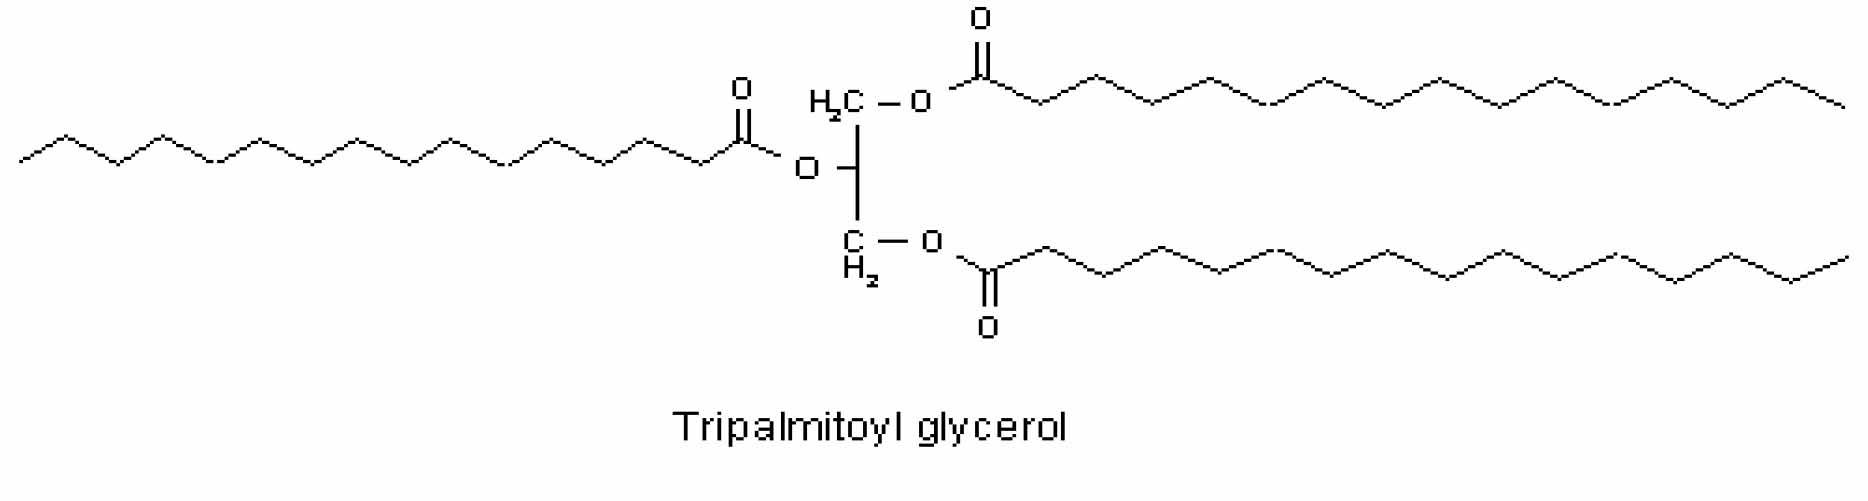 O
O
H₂C – O
O
C – O
H₂
O
Tripalmitoyl glycerol